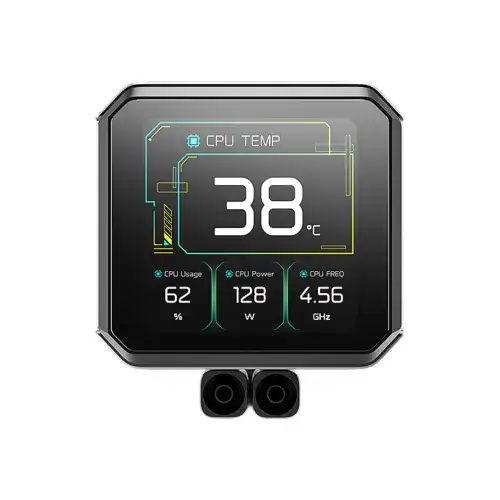 CPU TEMP
38 °C
CPU Usage CPU Power CPU FREQ
62 128 4.56
% W GHz